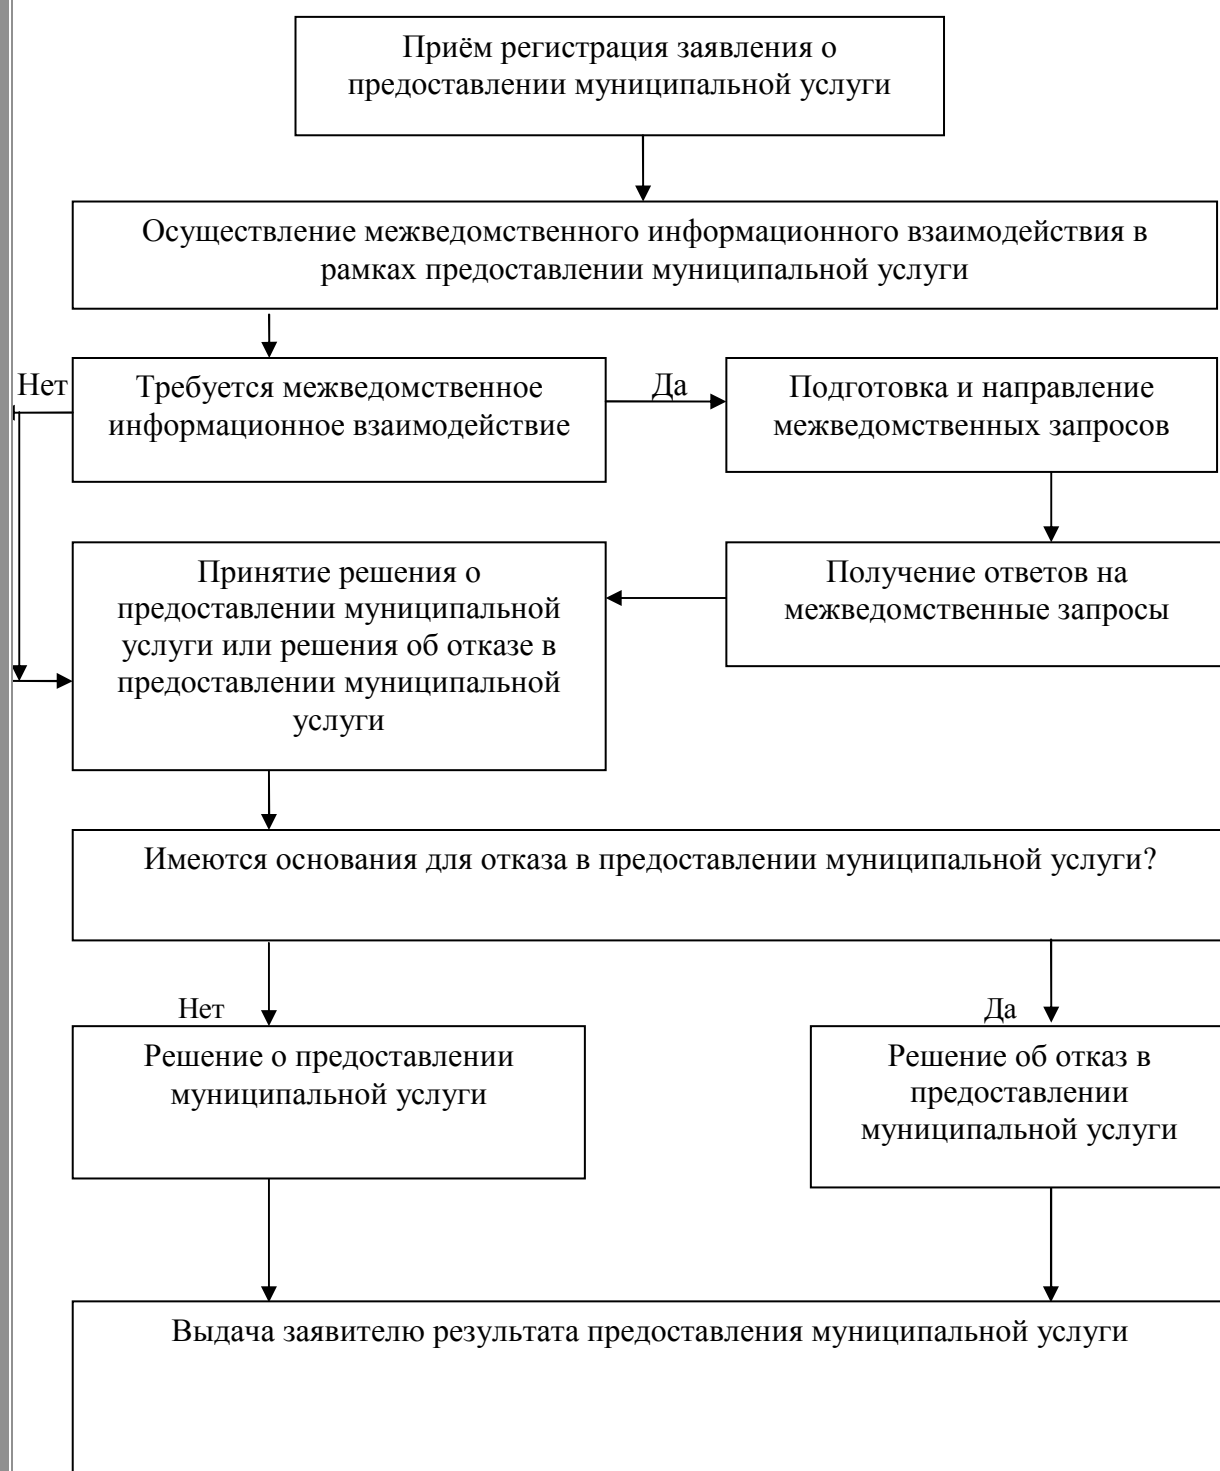 Приём регистрация заявления о
предоставлении муниципальной услуги
Осуществление межведомственного информационного взаимодействия в
рамках предоставлении муниципальной услуги
Нет
Требуется межведомственное
информационное взаимодействие
Да
Подготовка и направление
межведомственных запросов
Принятие решения о
предоставлении муниципальной
услуги или решения об отказе в
предоставлении муниципальной
услуги
Получение ответов на
межведомственные запросы
Имеются основания для отказа в предоставлении муниципальной услуги?
Нет
Да
Решение о предоставлении
муниципальной услуги
Решение об отказ в
предоставлении
муниципальной услуги
Выдача заявителю результата предоставления муниципальной услуги